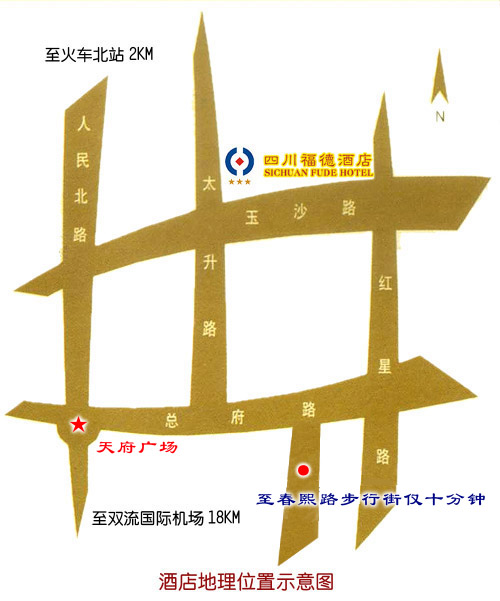 至火车北站 2KM
N
人民北路
太升路
四川福德酒店
SICHUAN FUDE HOTEL
玉沙路
红星路
总府路
天府广场
至春熙路步行街仅十分钟
至双流国际机场 18KM
酒店地理位置示意图